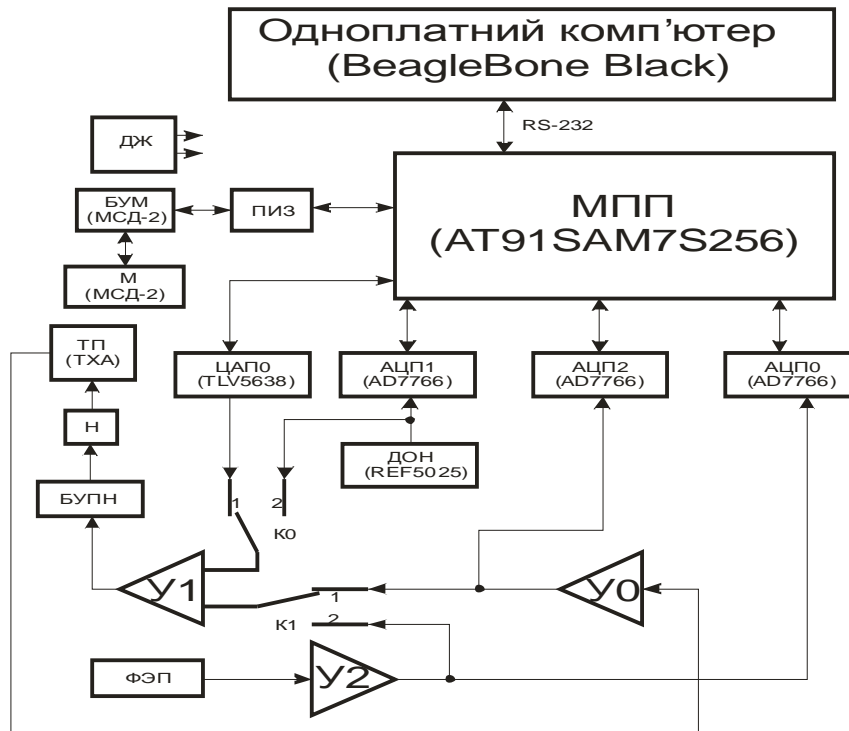 Одноплатний комп'ютер
(BeagleBone Black)
RS-232
ДЖ
МПП
(AT91SAM7S256)
БУМ
(МСД-2)
ПИЗ
М
(МСД-2)
ТП
(ТХА)
ЦАП0
(TLV5638)
АЦП1
(AD7766)
АЦП2
(AD7766)
АЦП0
(AD7766)
Н
ДОН
(REF5025)
БУПН
1
2
К0
У1
1
У0
К1
2
ФЭП
У2